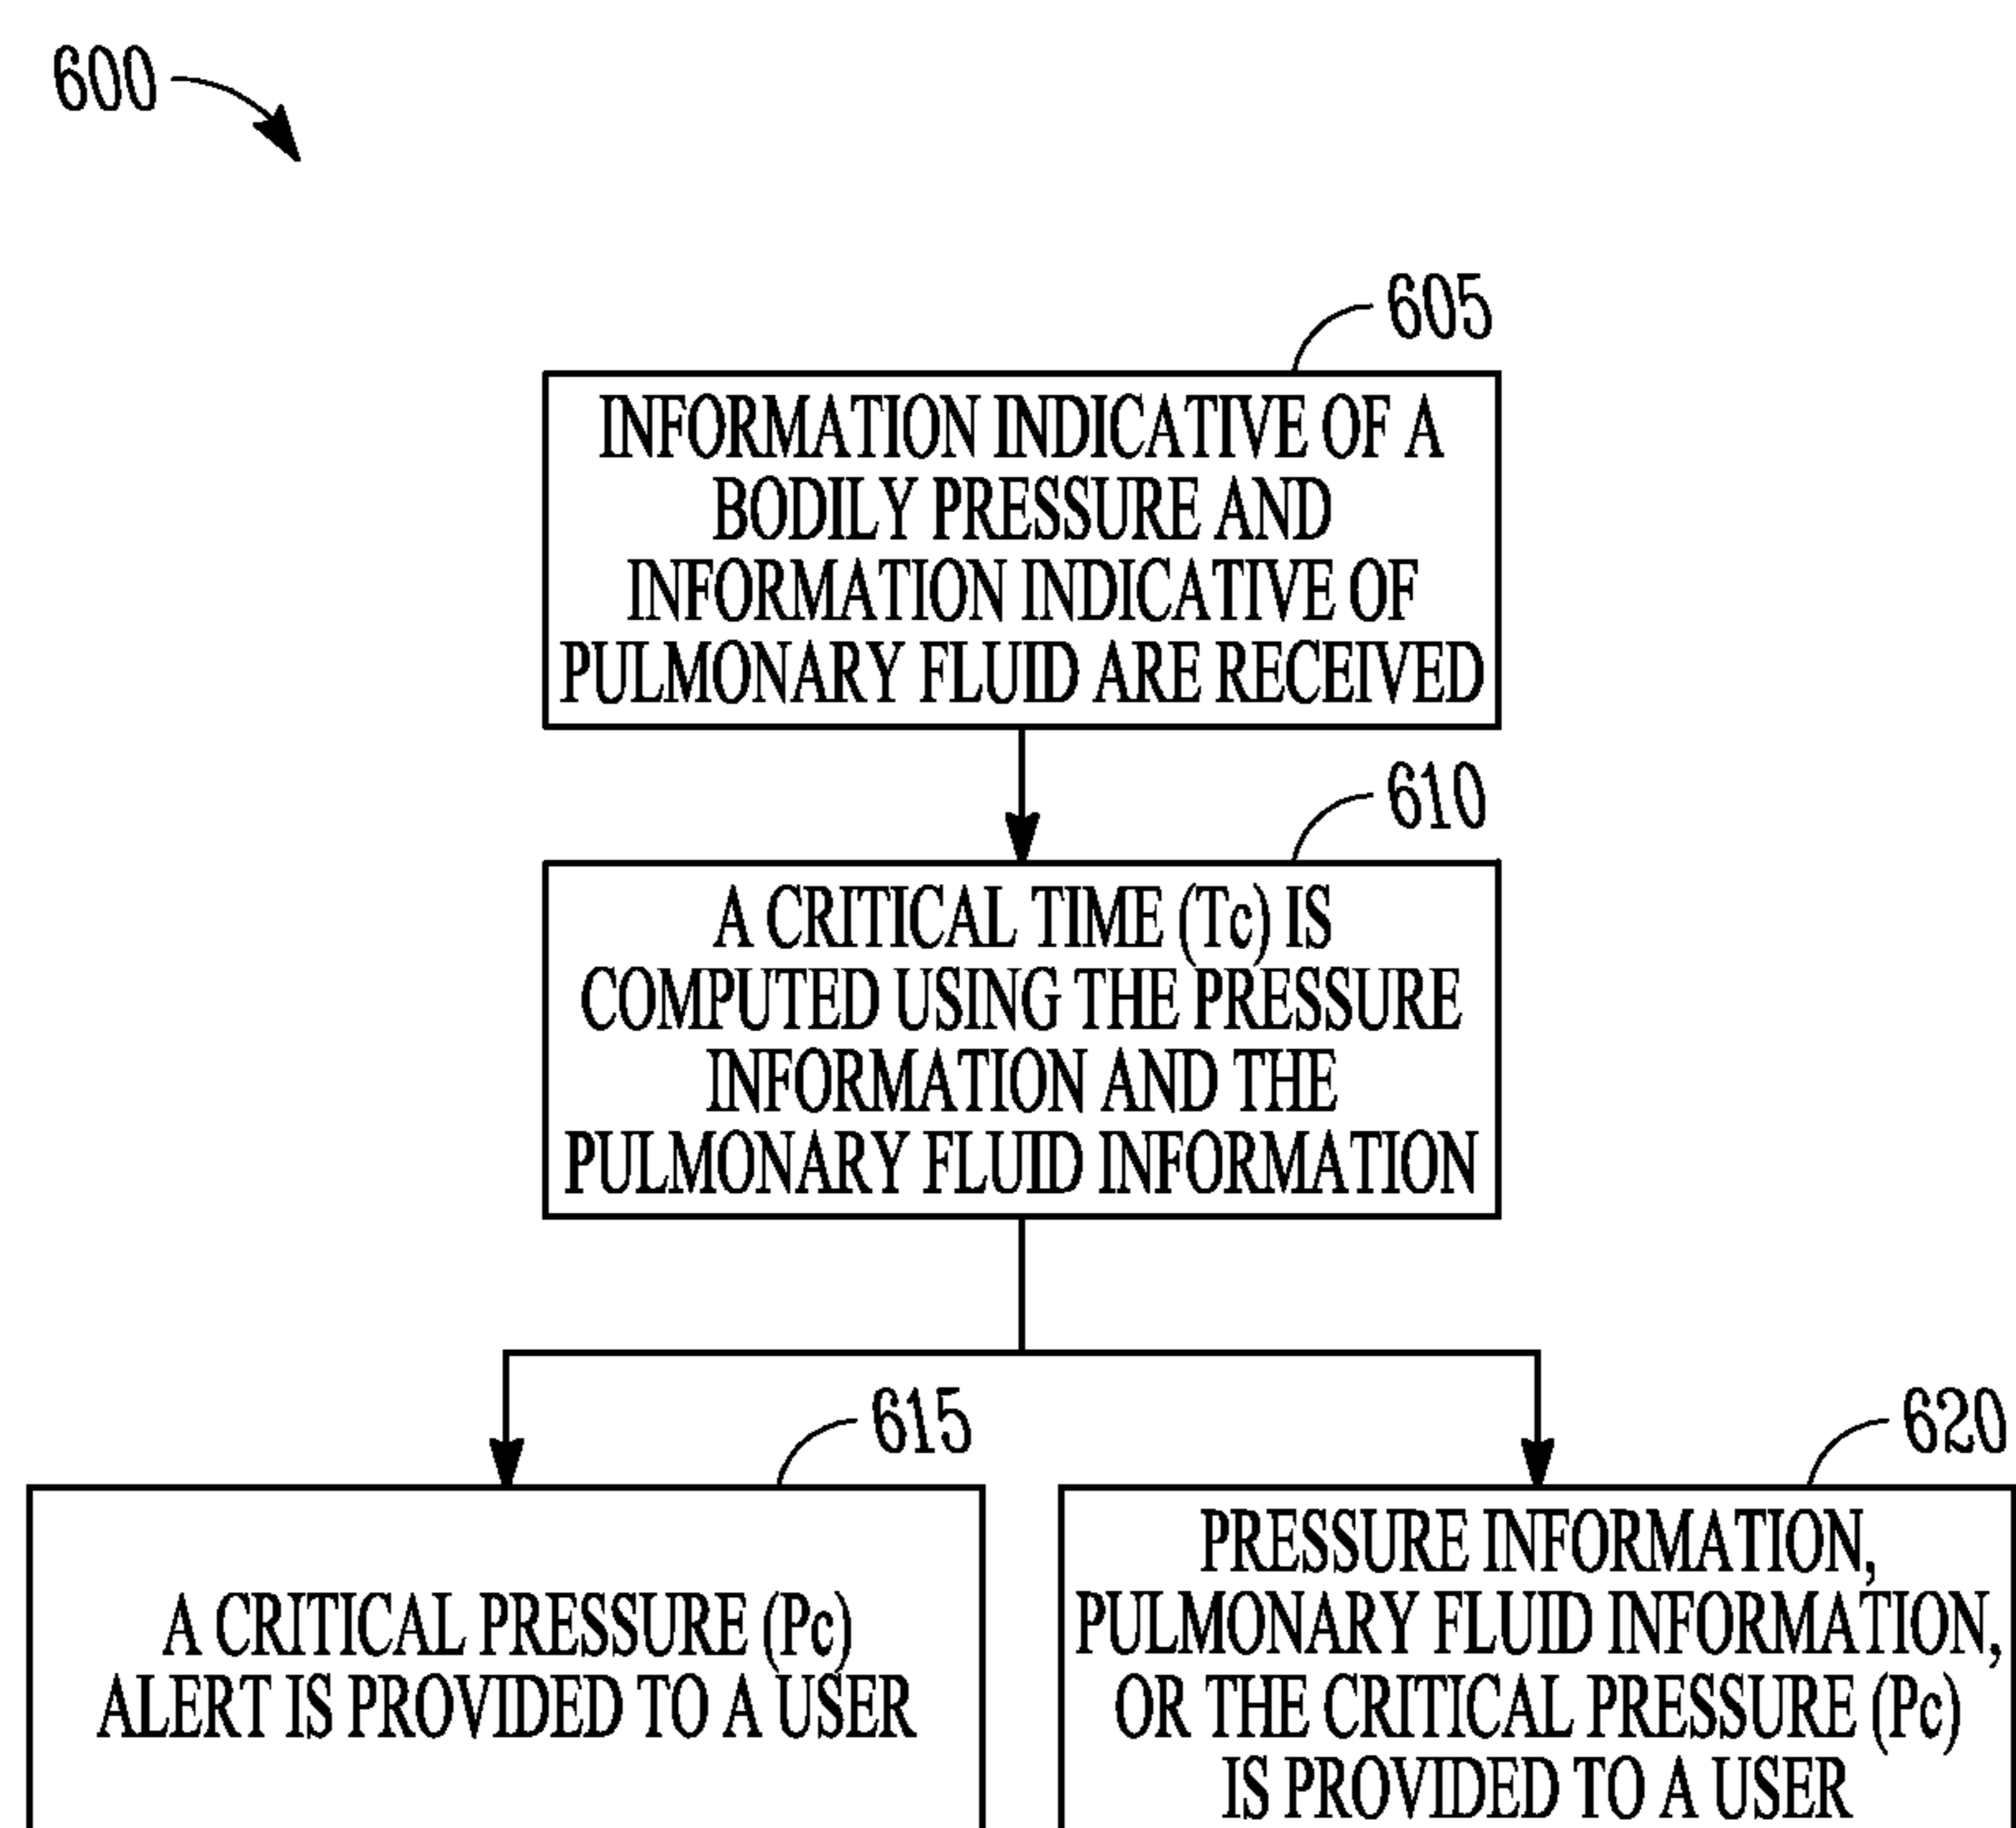 600
605
INFORMATION INDICATIVE OF A
BODILY PRESSURE AND
INFORMATION INDICATIVE OF
PULMONARY FLUID ARE RECEIVED
610
A CRITICAL TIME (Tc) IS
COMPUTED USING THE PRESSURE
INFORMATION AND THE
PULMONARY FLUID INFORMATION
615
A CRITICAL PRESSURE (Pc)
ALERT IS PROVIDED TO A USER
620
PRESSURE INFORMATION,
PULMONARY FLUID INFORMATION,
OR THE CRITICAL PRESSURE (Pc)
IS PROVIDED TO A USER